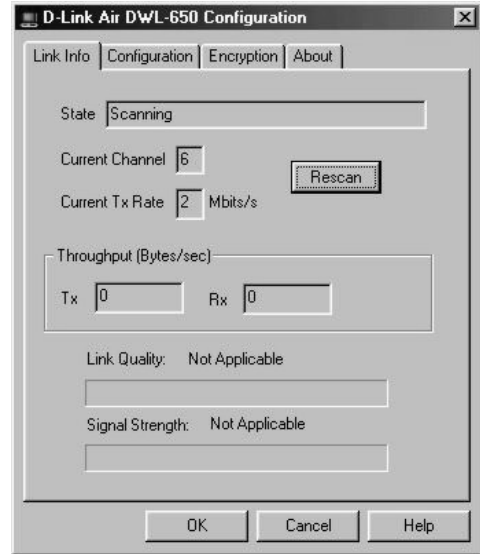 D-Link Air DWL-650 Configuration
Link Info Configuration Encryption About
State Scanning
Current Channel 6
Rescan
Current Tx Rate 2 Mbits/s
Throughput (Bytes/sec)
Tx 0 Rx 0
Link Quality: Not Applicable
Signal Strength: Not Applicable
OK Cancel Help